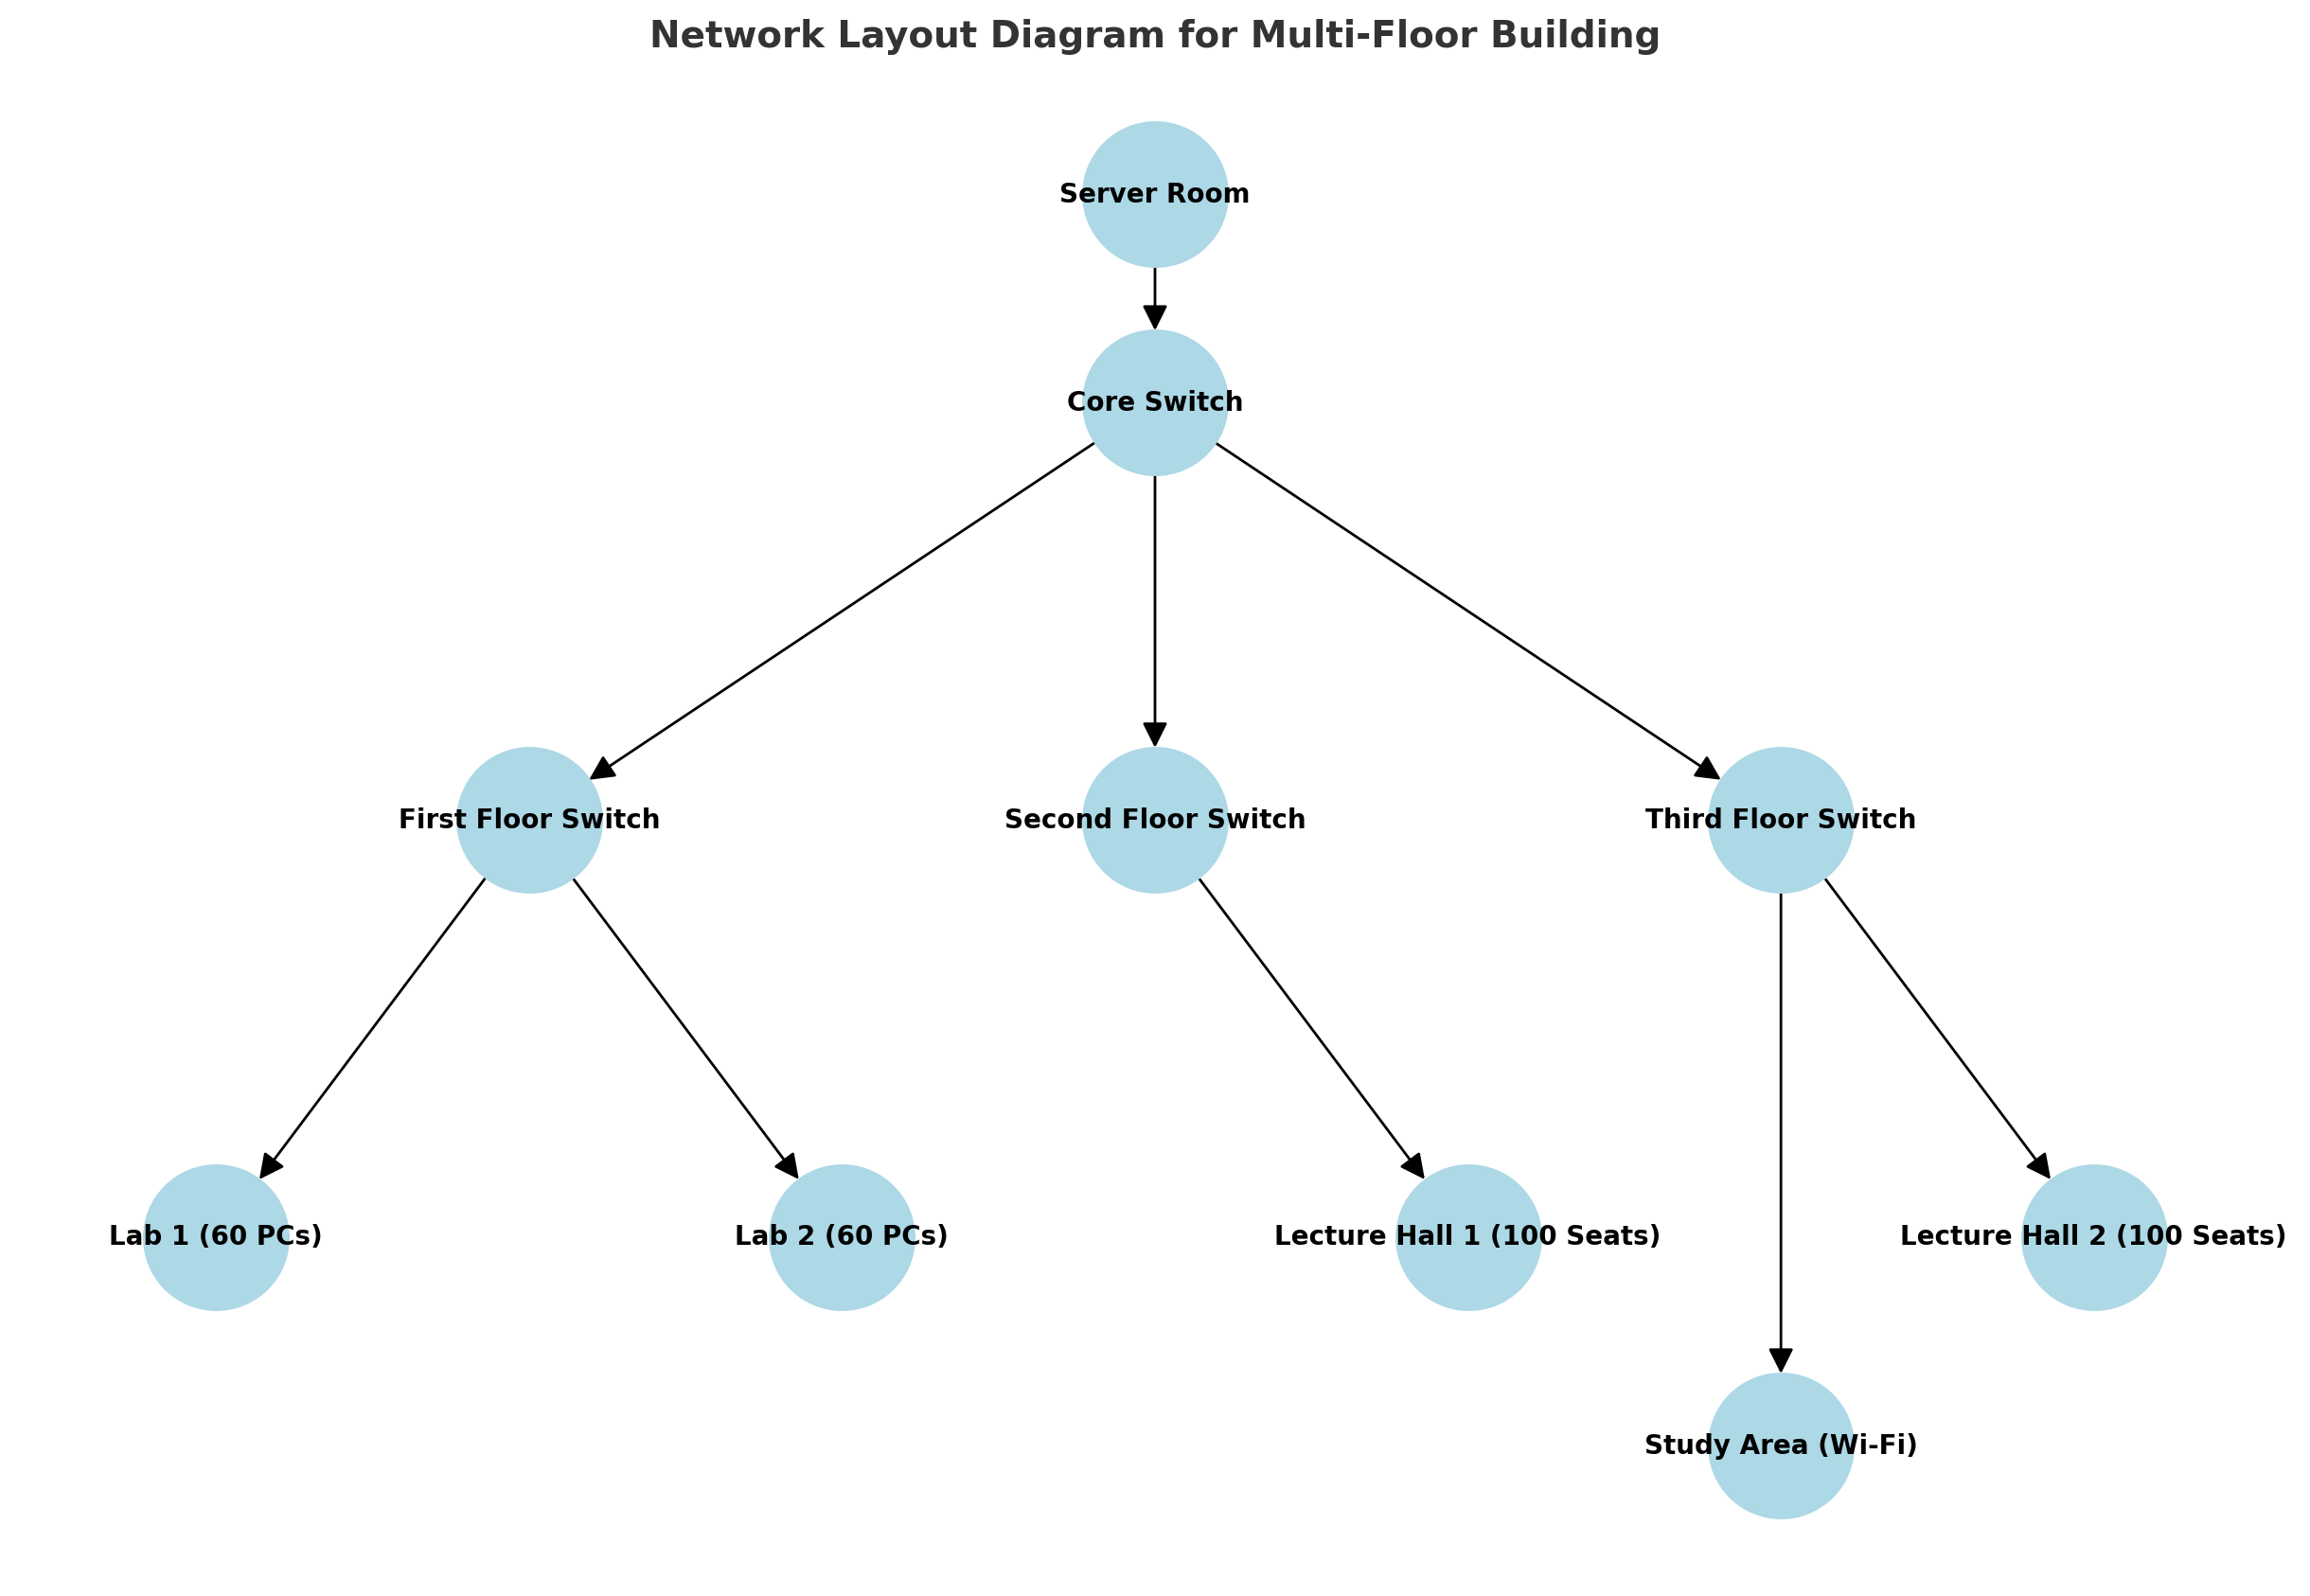 Network Layout Diagram for Multi-Floor Building
Server Room
Core Switch
First Floor Switch
Second Floor Switch
Third Floor Switch
Lab 1 (60 PCs)
Lab 2 (60 PCs)
Lecture Hall 1 (100 Seats)
Lecture Hall 2 (100 Seats)
Study Area (Wi-Fi)